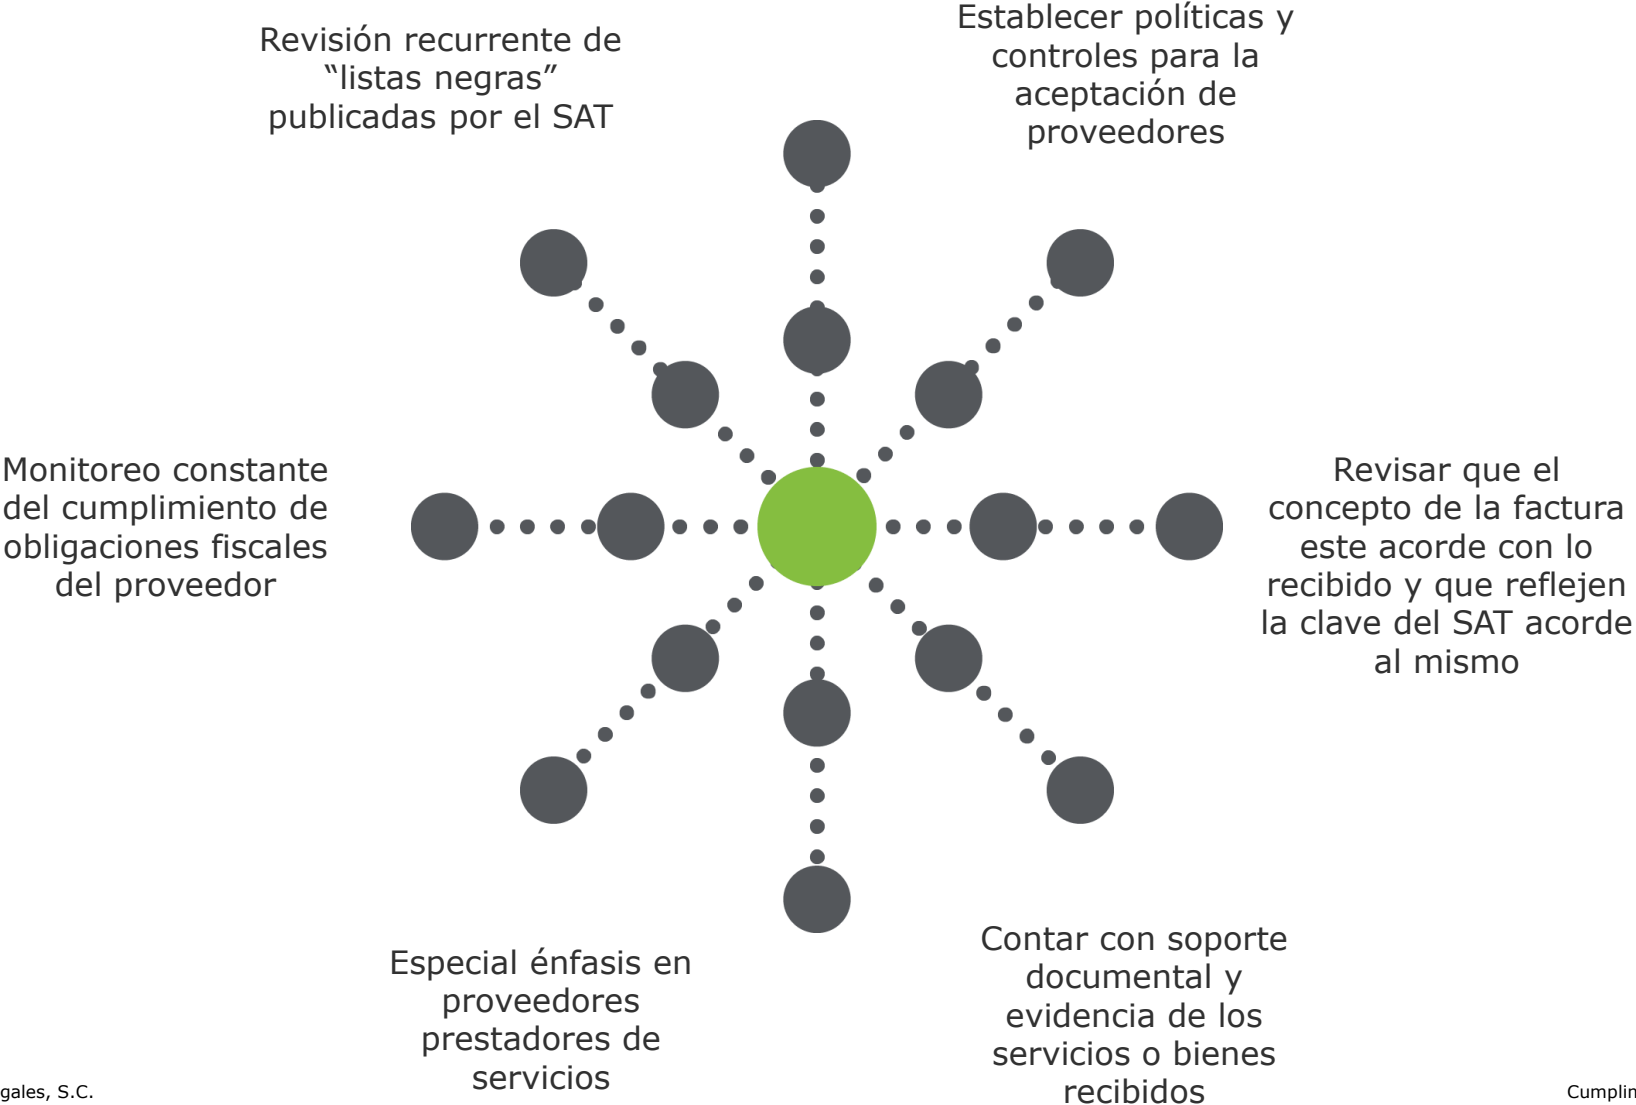 Revisión recurrente de
“listas negras”
publicadas por el SAT
Establecer políticas y
controles para la
aceptación de
proveedores
Monitoreo constante
del cumplimiento de
obligaciones fiscales
del proveedor
Revisar que el
concepto de la factura
este acorde con lo
recibido y que reflejen
la clave del SAT acorde
al mismo
Especial énfasis en
proveedores
prestadores de
servicios
Contar con soporte
documental y
evidencia de los
servicios o bienes
recibidos
gales, S.C.
Cumplin